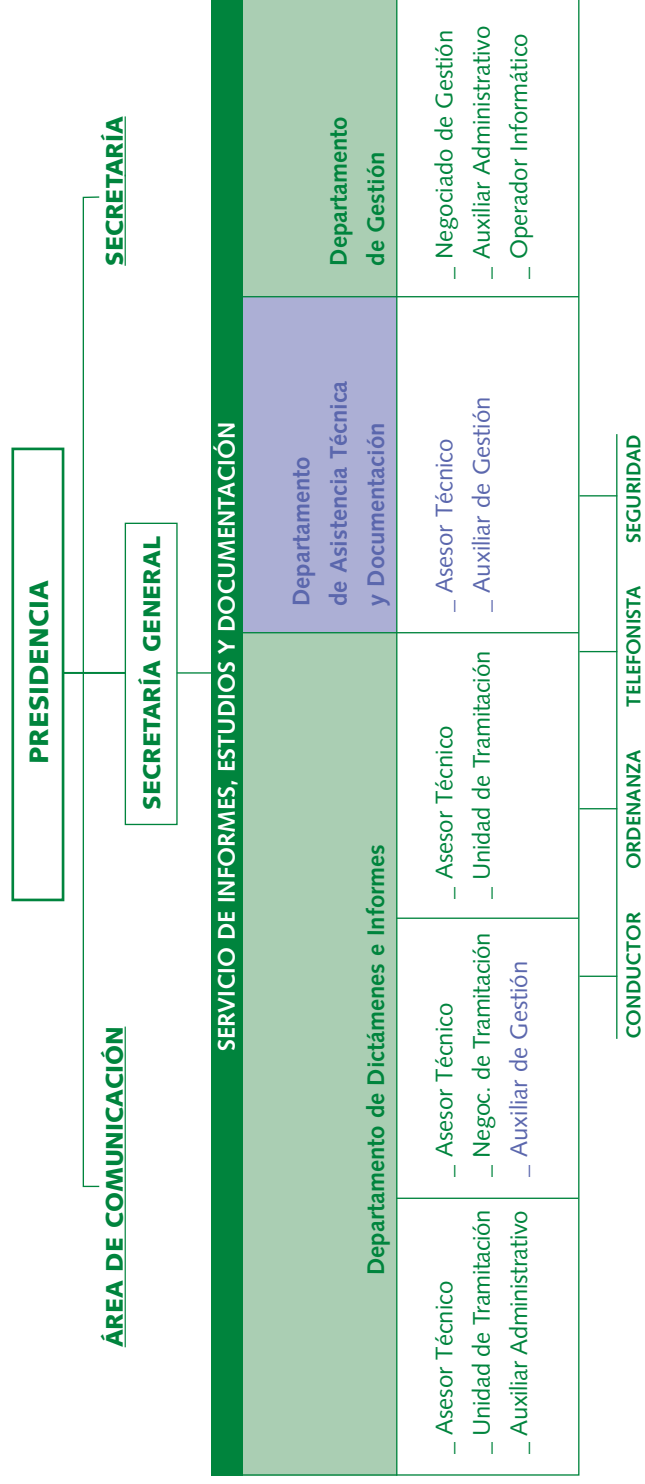 PRESIDENCIA
ÁREA DE COMUNICACIÓN
SECRETARÍA
SECRETARÍA GENERAL
SERVICIO DE INFORMES, ESTUDIOS Y DOCUMENTACIÓN
Departamento de Dictámenes e Informes
Departamento
de Asistencia Técnica
y Documentación
Departamento
de Gestión
_ Asesor Técnico
_ Unidad de Tramitación
_ Auxiliar Administrativo
_ Asesor Técnico
_ Negoc. de Tramitación
_ Auxiliar de Gestión
_ Asesor Técnico
_ Unidad de Tramitación
_ Asesor Técnico
_ Auxiliar de Gestión
_ Negociado de Gestión
_ Auxiliar Administrativo
_ Operador Informático
CONDUCTOR
ORDENANZA
TELEFONISTA
SEGURIDAD